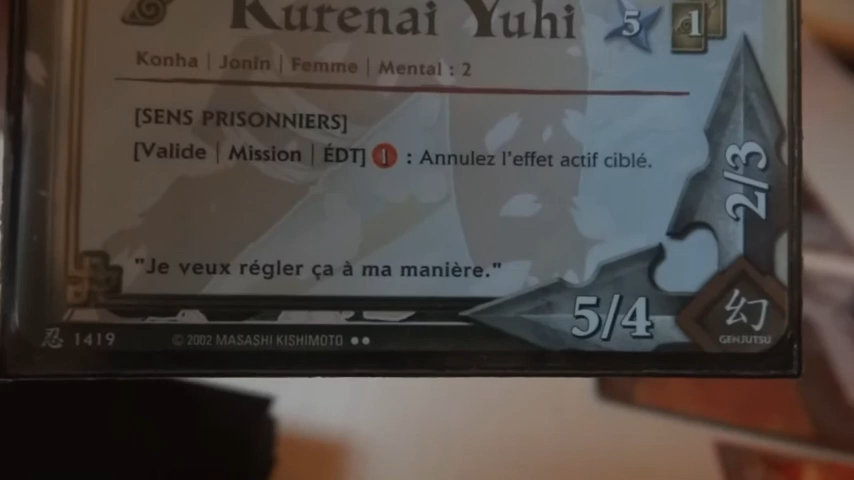 Kurenai Yuhi 5 1
Konha | Jonin | Femme | Mental : 2
[SENS PRISONNIERS]
[Valide | Mission | ÉDT] 1 : Annulez l'effet actif ciblé.
2/3
"Je veux régler ça à ma manière."
5/4
幻
GENJUTSU
忍 1419 © 2002 MASASHI KISHIMOTO ●●